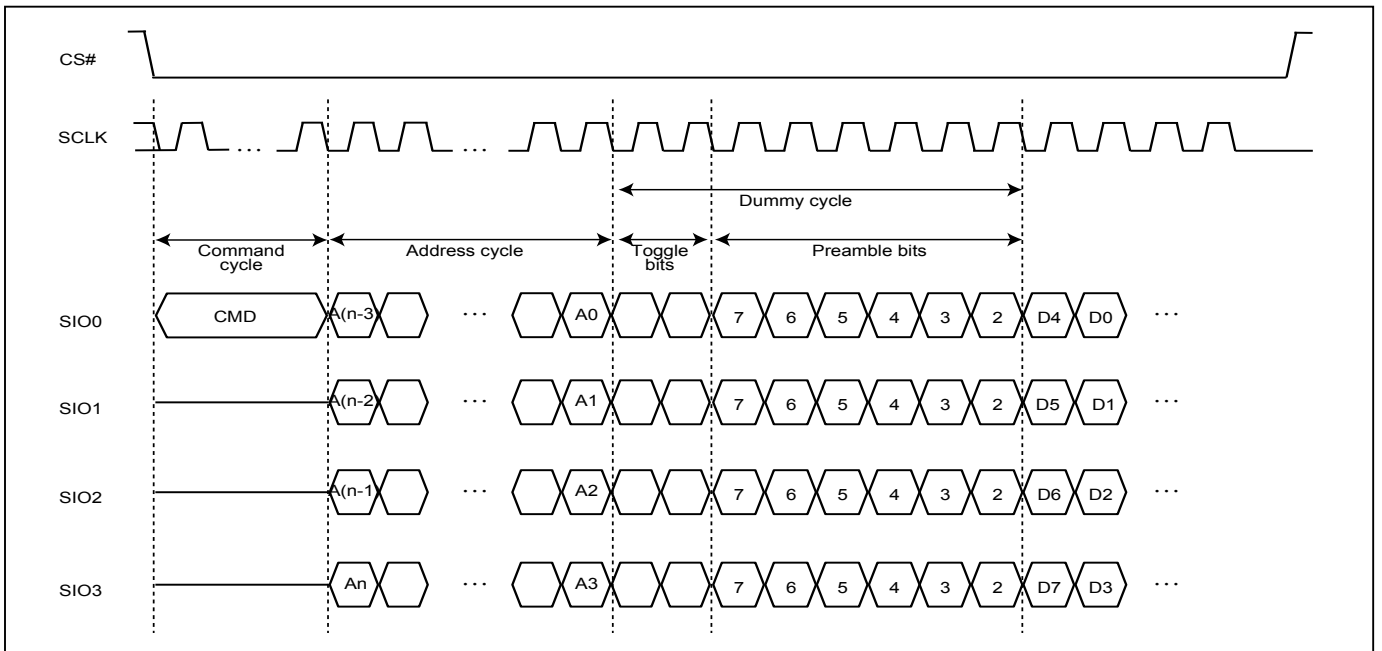 CS#
SCLK ... ...
Dummy cycle
Command cycle Address cycle Toggle bits Preamble bits
SIO0 CMD A(n-3) ... A0 7 6 5 4 3 2 D4 D0 ...
SIO1 A(n-2) ... A1 7 6 5 4 3 2 D5 D1 ...
SIO2 A(n-1) ... A2 7 6 5 4 3 2 D6 D2 ...
SIO3 An ... A3 7 6 5 4 3 2 D7 D3 ...